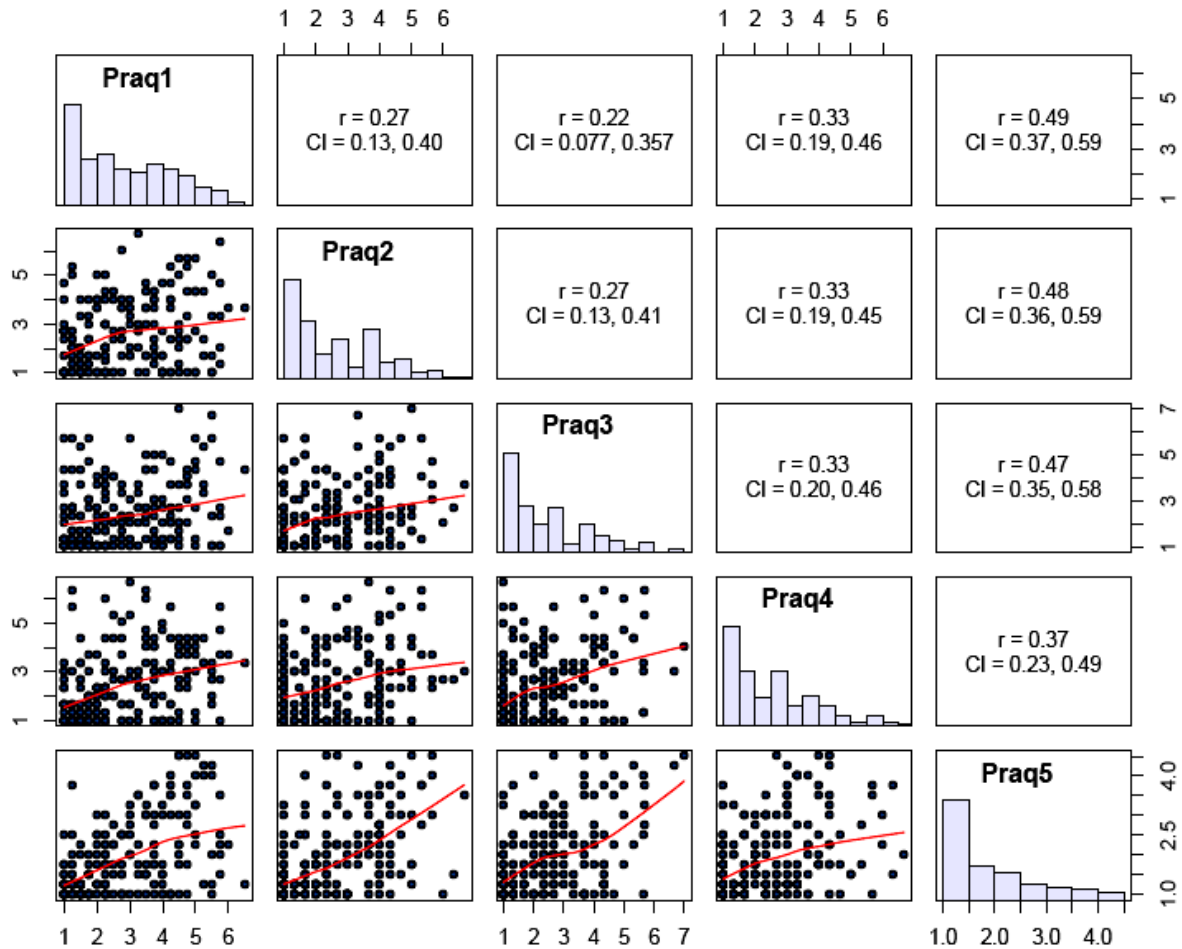 1 2 3 4 5 6
1 2 3 4 5 6
Praq1
r = 0.27
CI = 0.13, 0.40
r = 0.22
CI = 0.077, 0.357
r = 0.33
CI = 0.19, 0.46
r = 0.49
CI = 0.37, 0.59
1 3 5
1 3 5
Praq2
r = 0.27
CI = 0.13, 0.41
r = 0.33
CI = 0.19, 0.45
r = 0.48
CI = 0.36, 0.59
Praq3
r = 0.33
CI = 0.20, 0.46
r = 0.47
CI = 0.35, 0.58
1 3 5 7
1 3 5
Praq4
r = 0.37
CI = 0.23, 0.49
Praq5
1.0 2.5 4.0
1 2 3 4 5 6
1 2 3 4 5 6 7
1.0 2.0 3.0 4.0